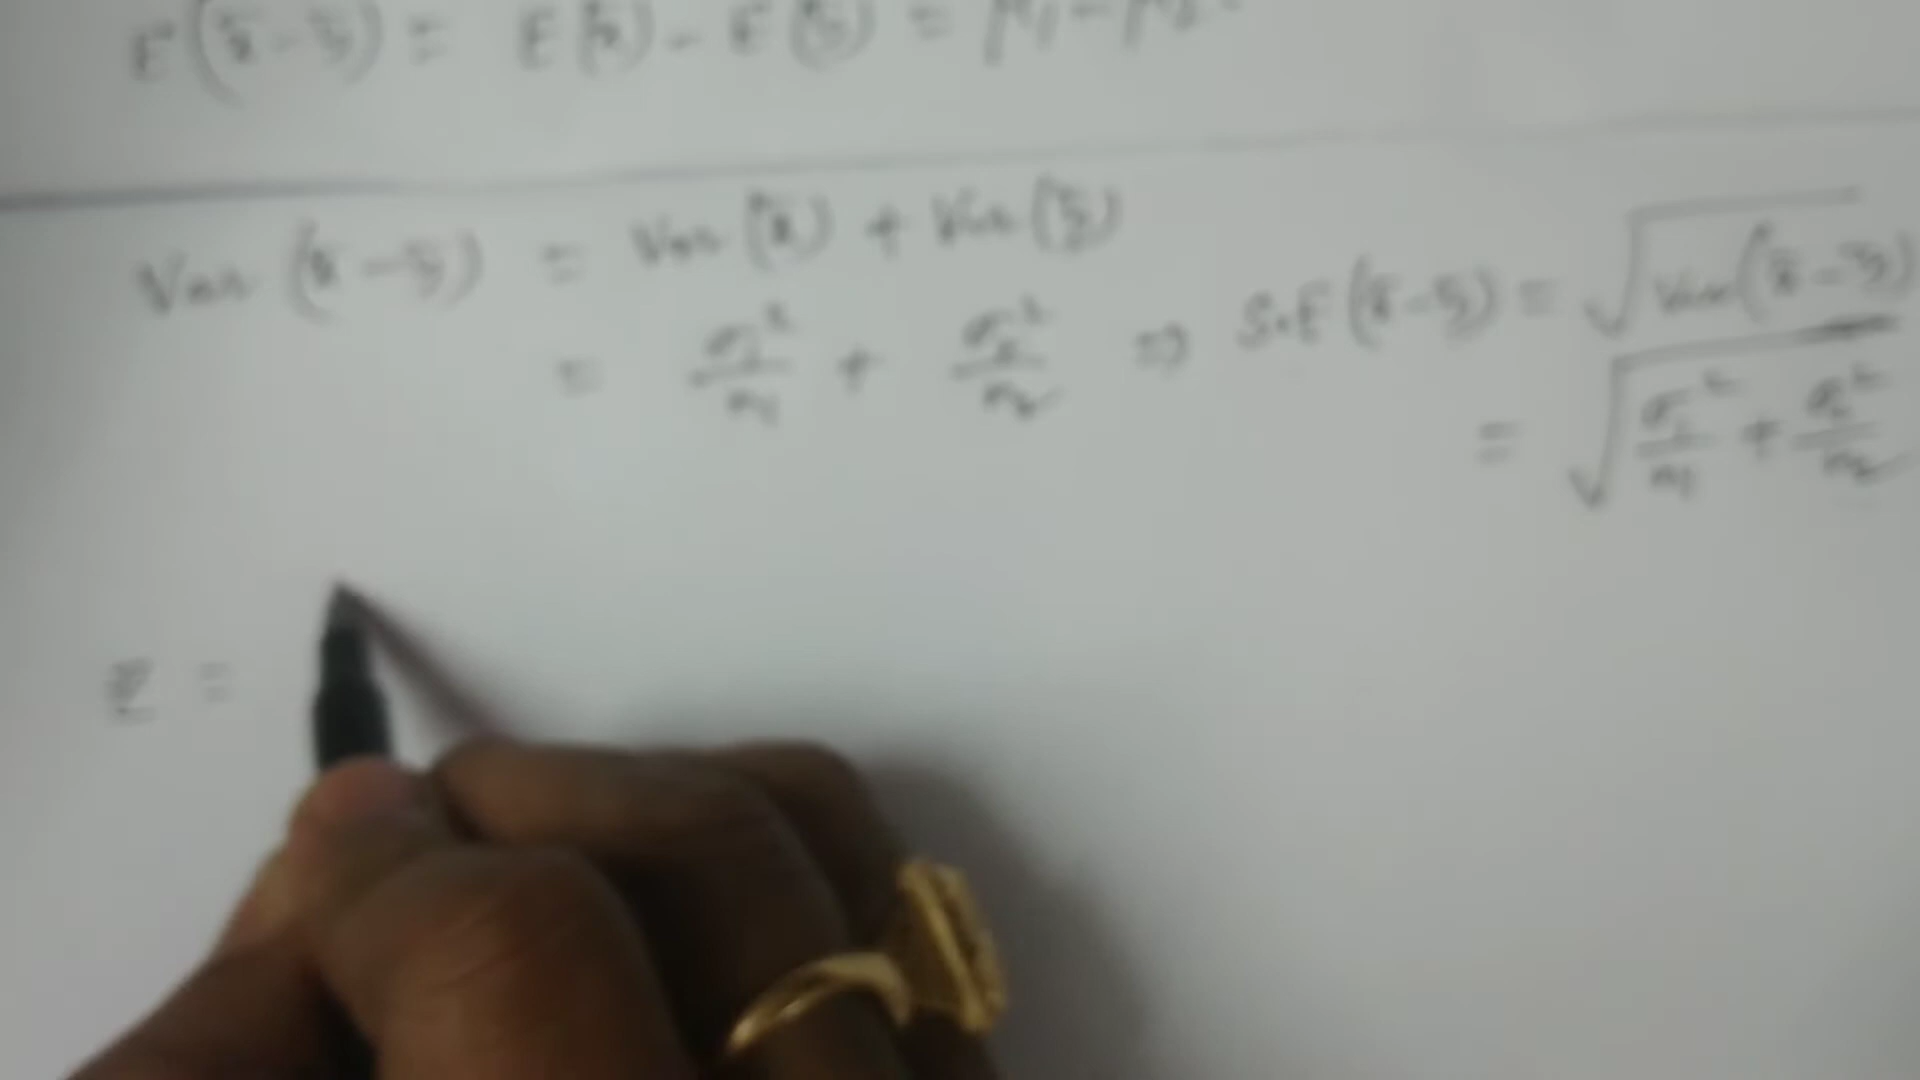 E(x̄-ȳ) = E(x̄) - E(ȳ) = μ₁-μ₂.
Var (x̄-ȳ) = Var(x̄) + Var(ȳ)
= σ₁²/n₁ + σ₂²/n₂ ⇒ S.E(x̄-ȳ) = √Var(x̄-ȳ)
= √σ₁²/n₁ + σ₂²/n₂
Z =